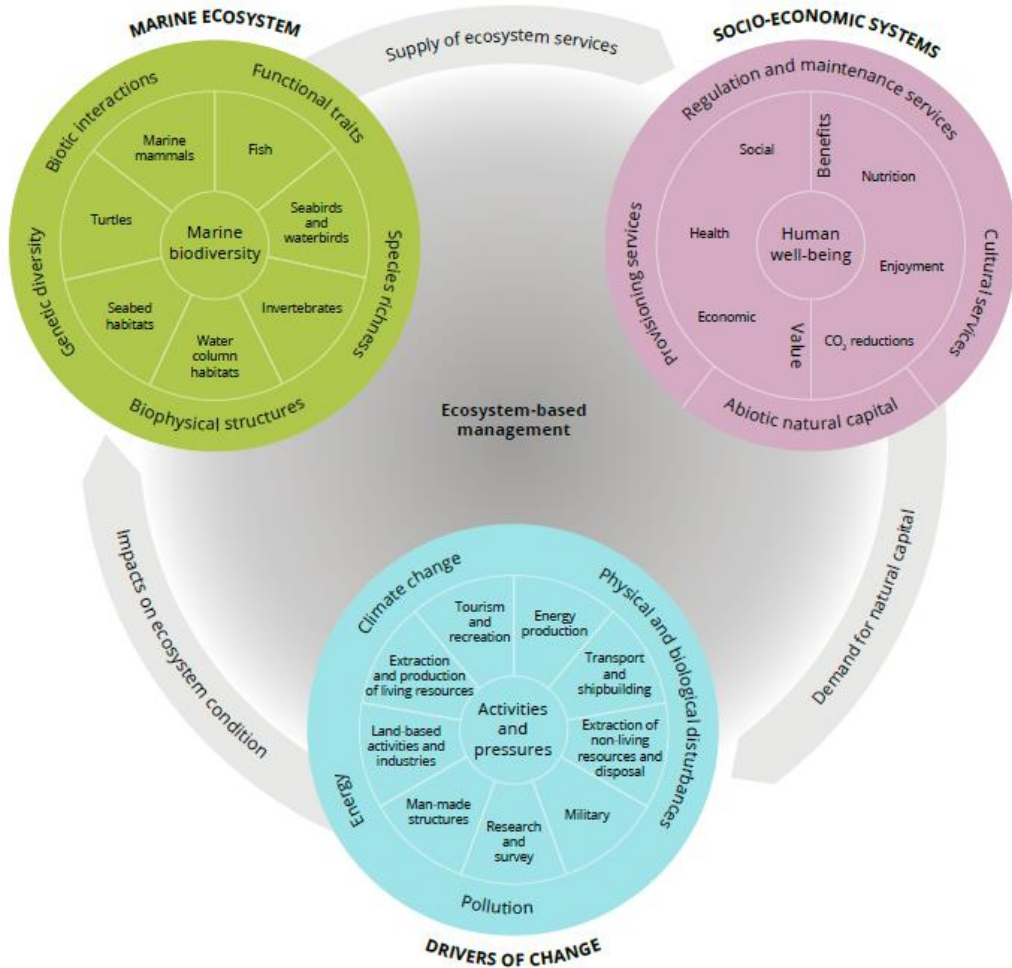 MARINE ECOSYSTEM
Biotic interactions
Functional traits
Genetic diversity
Species richness
Biophysical structures
Marine
mammals
Fish
Turtles
Seabirds
and
waterbirds
Marine
biodiversity
Seabed
habitats
Invertebrates
Water
column
habitats
Supply of ecosystem services
SOCIO-ECONOMIC SYSTEMS
Regulation and maintenance services
Provisioning services
Cultural services
Abiotic natural capital
Social
Benefits
Nutrition
Health
Human
well-being
Enjoyment
Economic
Value
CO₂ reductions
Ecosystem-based
management
Impacts on ecosystem condition
Demand for natural capital
Climate change
Physical and biological disturbances
Energy
Pollution
Tourism
and
recreation
Energy
production
Extraction
and production
of living resources
Transport
and
shipbuilding
Activities
and
pressures
Land-based
activities and
industries
Extraction of
non-living
resources and
disposal
Man-made
structures
Research
and
survey
Military
DRIVERS OF CHANGE